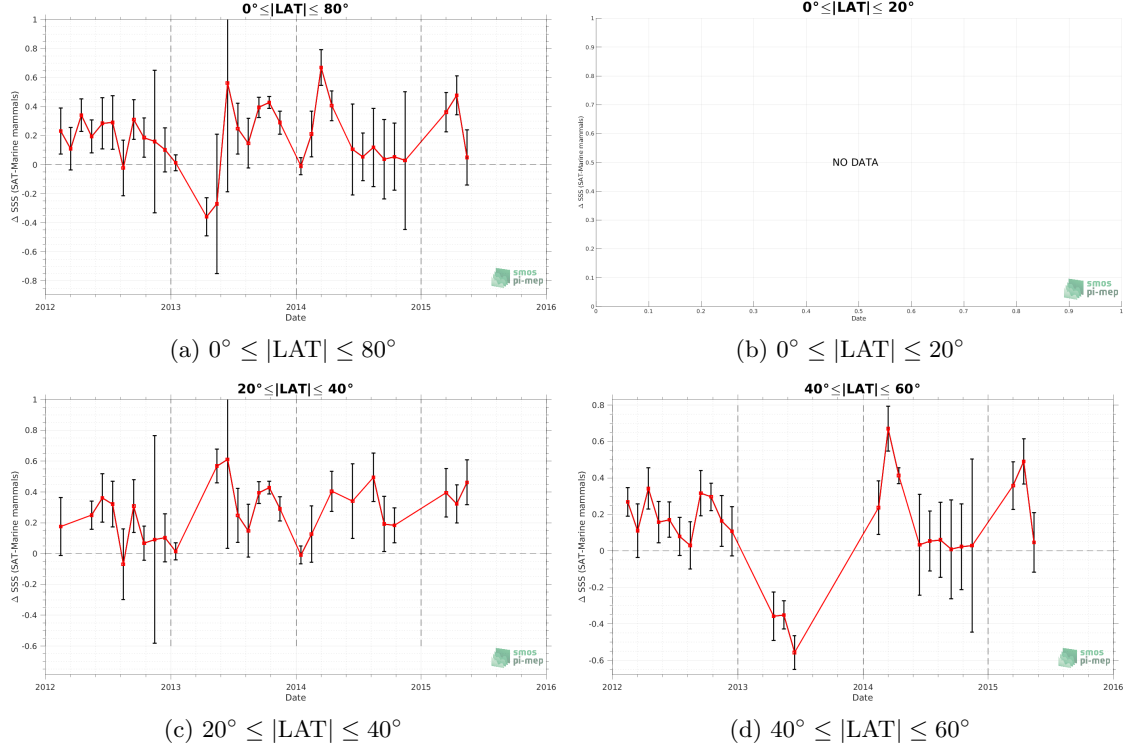 0°≤|LAT|≤ 80°
1
0.8
0.6
0.4
0.2
0
-0.2
-0.4
-0.6
-0.8
Δ SSS (SAT-Marine mammals)
2012 2013 2014 2015 2016
Date
smos
pi-mep
(a) 0° ≤ |LAT| ≤ 80°
0°≤|LAT|≤ 20°
1
0.9
0.8
0.7
0.6
0.5
0.4
0.3
0.2
0.1
0
Δ SSS (SAT-Marine mammals)
NO DATA
0 0.1 0.2 0.3 0.4 0.5 0.6 0.7 0.8 0.9 1
Date
smos
pi-mep
(b) 0° ≤ |LAT| ≤ 20°
20°≤|LAT|≤ 40°
1
0.8
0.6
0.4
0.2
0
-0.2
-0.4
-0.6
Δ SSS (SAT-Marine mammals)
2012 2013 2014 2015 2016
Date
smos
pi-mep
(c) 20° ≤ |LAT| ≤ 40°
40°≤|LAT|≤ 60°
0.8
0.6
0.4
0.2
0
-0.2
-0.4
-0.6
Δ SSS (SAT-Marine mammals)
2012 2013 2014 2015 2016
Date
smos
pi-mep
(d) 40° ≤ |LAT| ≤ 60°